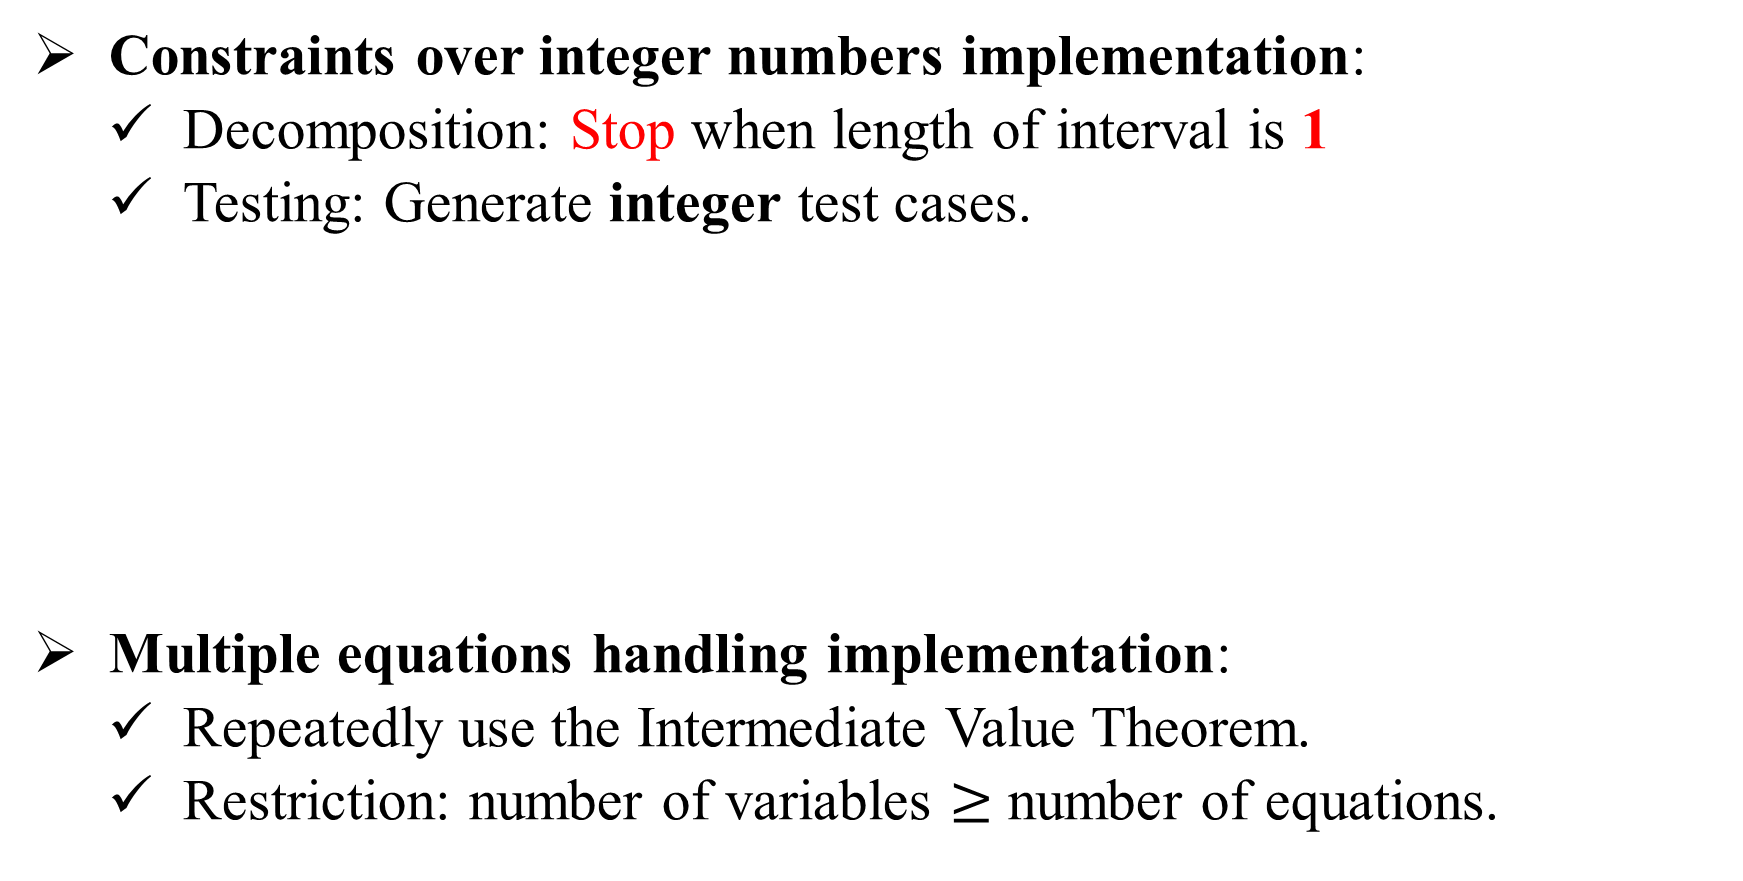 ➢ Constraints over integer numbers implementation:
✓ Decomposition: Stop when length of interval is 1
✓ Testing: Generate integer test cases.
➢ Multiple equations handling implementation:
✓ Repeatedly use the Intermediate Value Theorem.
✓ Restriction: number of variables ≥ number of equations.